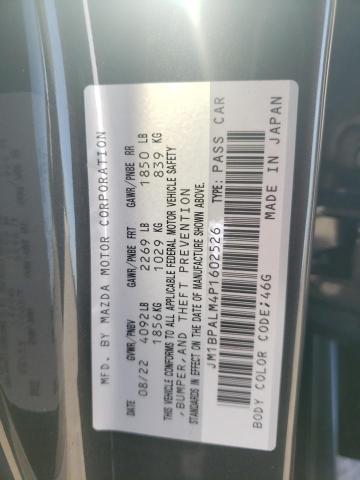 MFD. BY MAZDA MOTOR CORPORATION
DATE GVWR/PNBV GAWR/PNBE FRT GAWR/PNBE RR
08/22 4092LB 2269 LB 1850 LB
1856KG 1029 KG 839 KG
THIS VEHICLE CONFORMS TO ALL APPLICABLE FEDERAL MOTOR VEHICLE SAFETY
,BUMPER,AND THEFT PREVENTION
STANDARDS IN EFFECT ON THE DATE OF MANUFACTURE SHOWN ABOVE.
JM1BPALM4P1602526 TYPE: PASS CAR
BODY COLOR CODE:46G MADE IN JAPAN